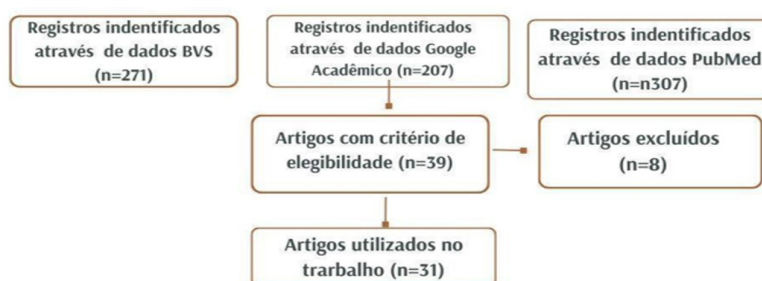 Registros indentificados
através de dados BVS
(n=271)
Registros indentificados
através de dados Google
Acadêmico (n=207)
Registros indentificados
através de dados PubMed
(n=n307)
Artigos com critério de
elegibilidade (n=39)
Artigos excluídos
(n=8)
Artigos utilizados no
trarbalho (n=31)